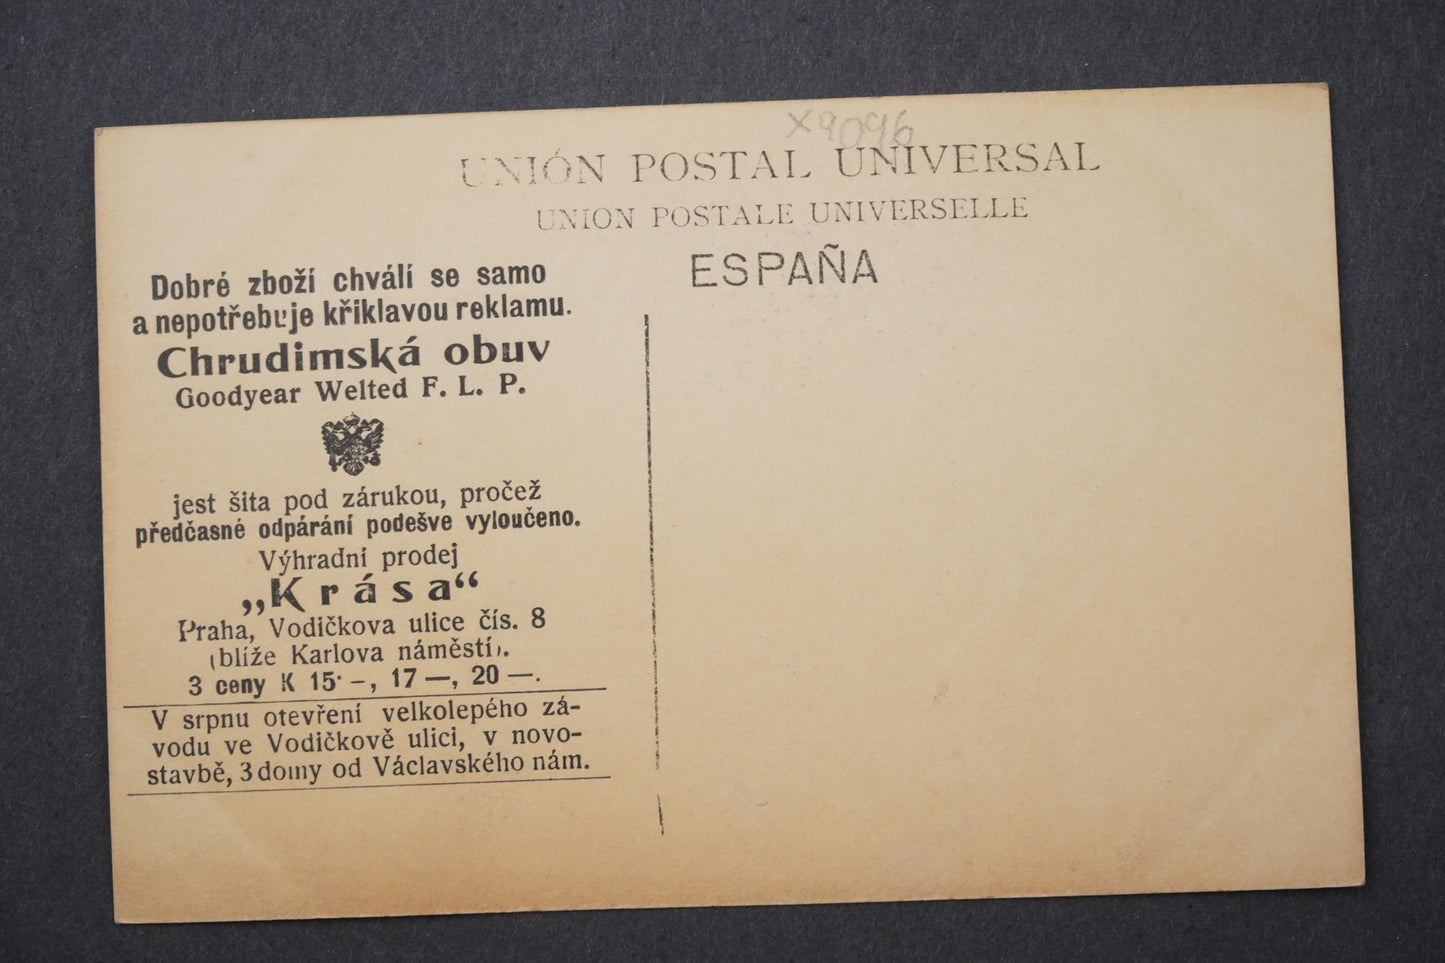 X9096
UNIÓN POSTAL UNIVERSAL
UNION POSTALE UNIVERSELLE
ESPAÑA
Dobré zboží chválí se samo
a nepotřebuje křiklavou reklamu.
Chrudimská obuv
Goodyear Welted F. L. P.
jest šita pod zárukou, pročež
předčasné odpárání podešve vyloučeno.
Výhradní prodej
„Krása“
Praha, Vodičkova ulice čís. 8
(blíže Karlova náměstí).
3 ceny K 15·–, 17 —, 20 —.
V srpnu otevření velkolepého zá-
vodu ve Vodičkově ulici, v novo-
stavbě, 3 domy od Václavského nám.